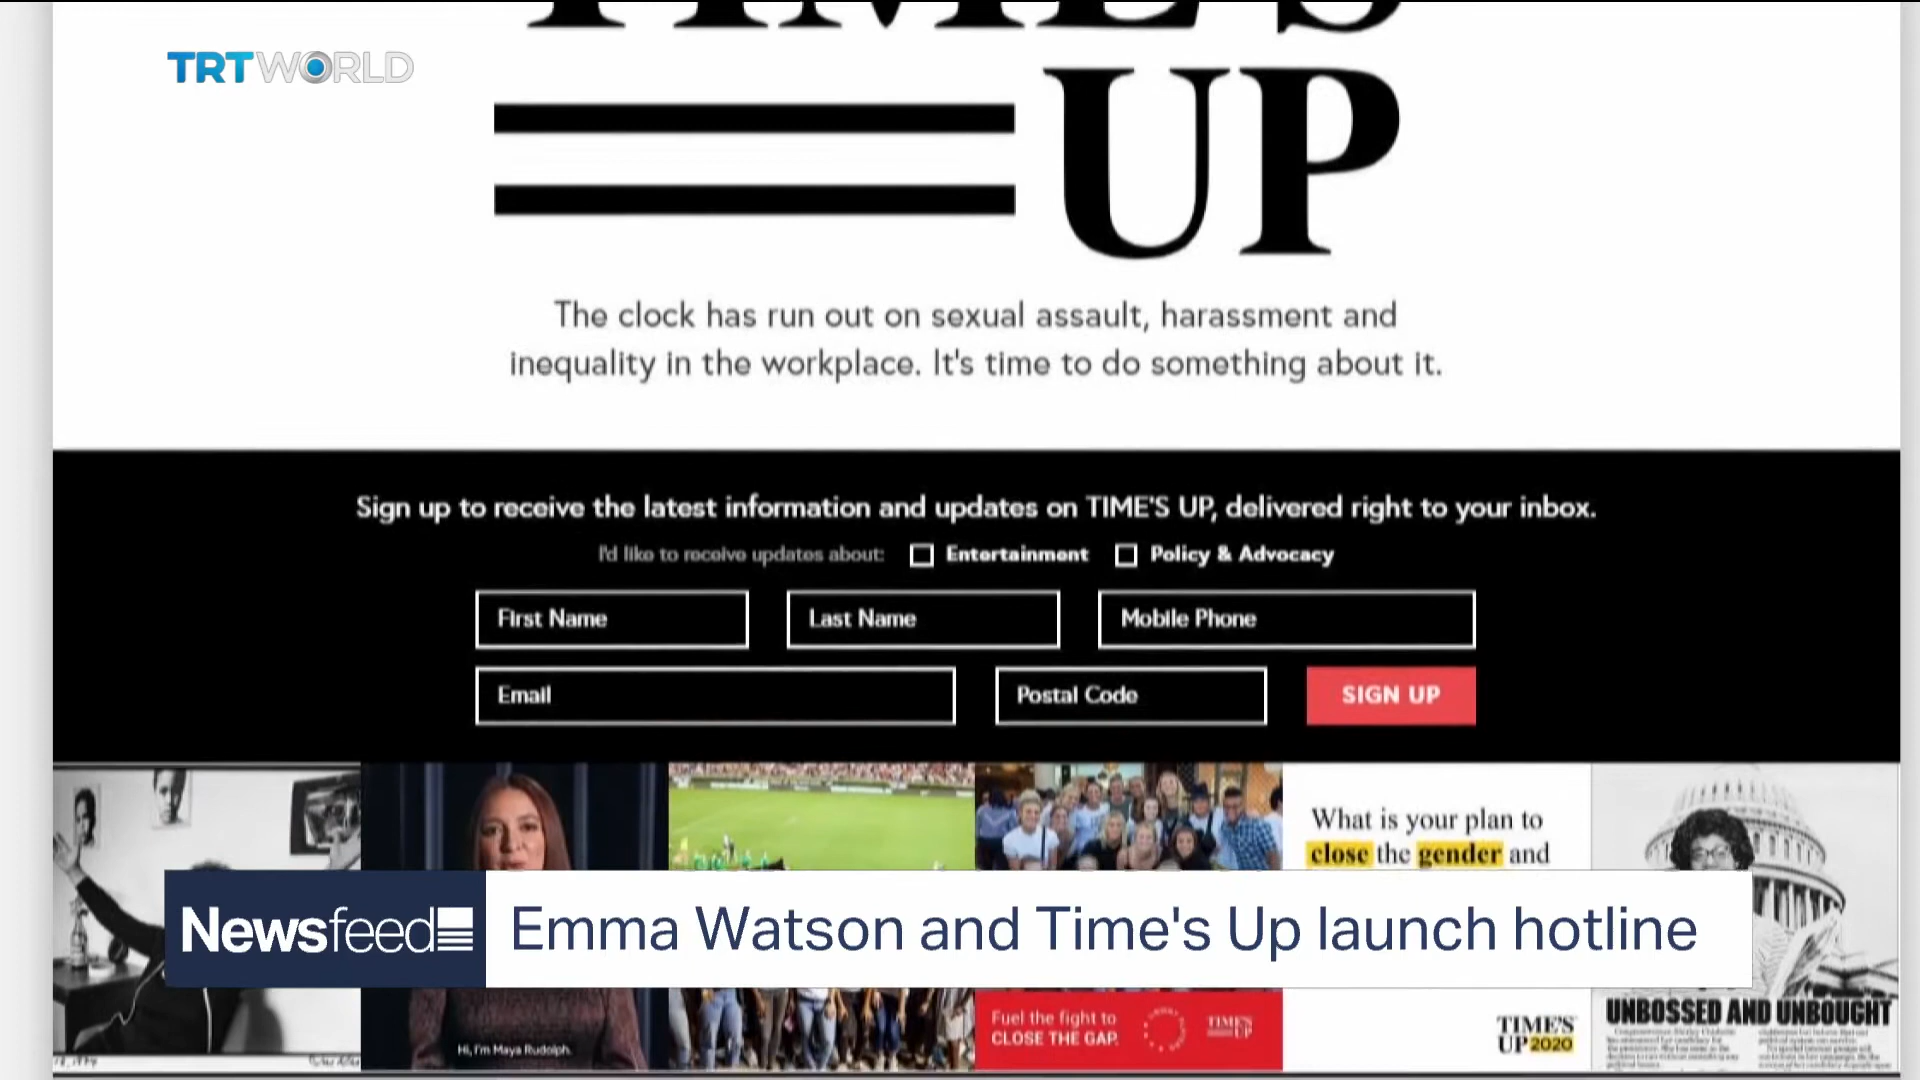 TIME'S
TRT WORLD
UP
The clock has run out on sexual assault, harassment and
inequality in the workplace. It's time to do something about it.
Sign up to receive the latest information and updates on TIME'S UP, delivered right to your inbox.
I'd like to receive updates about: Entertainment Policy & Advocacy
First Name Last Name Mobile Phone
Email Postal Code SIGN UP
What is your plan to
close the gender and
Newsfeed Emma Watson and Time's Up launch hotline
Hi, I'm Maya Rudolph.
Fuel the fight to
CLOSE THE GAP.
TIME'S
UP
TIME'S
UP2020
UNBOSSED AND UNBOUGHT